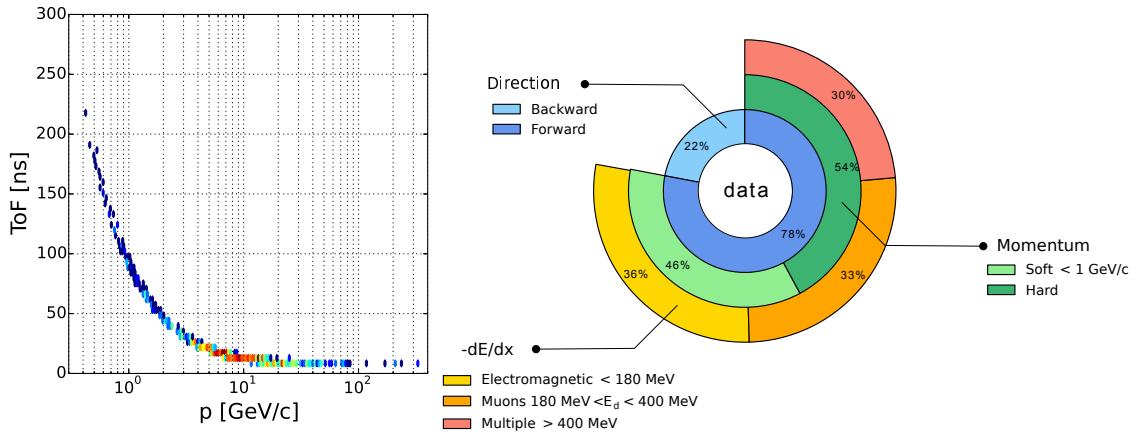 300
250
200
150
100
50
0
ToF [ns]
10^0
10^1
10^2
p [GeV/c]
Direction
Backward
Forward
22%
data
78%
30%
54%
46%
36%
33%
Momentum
Soft < 1 GeV/c
Hard
-dE/dx
Electromagnetic < 180 MeV
Muons 180 MeV <E_d < 400 MeV
Multiple > 400 MeV